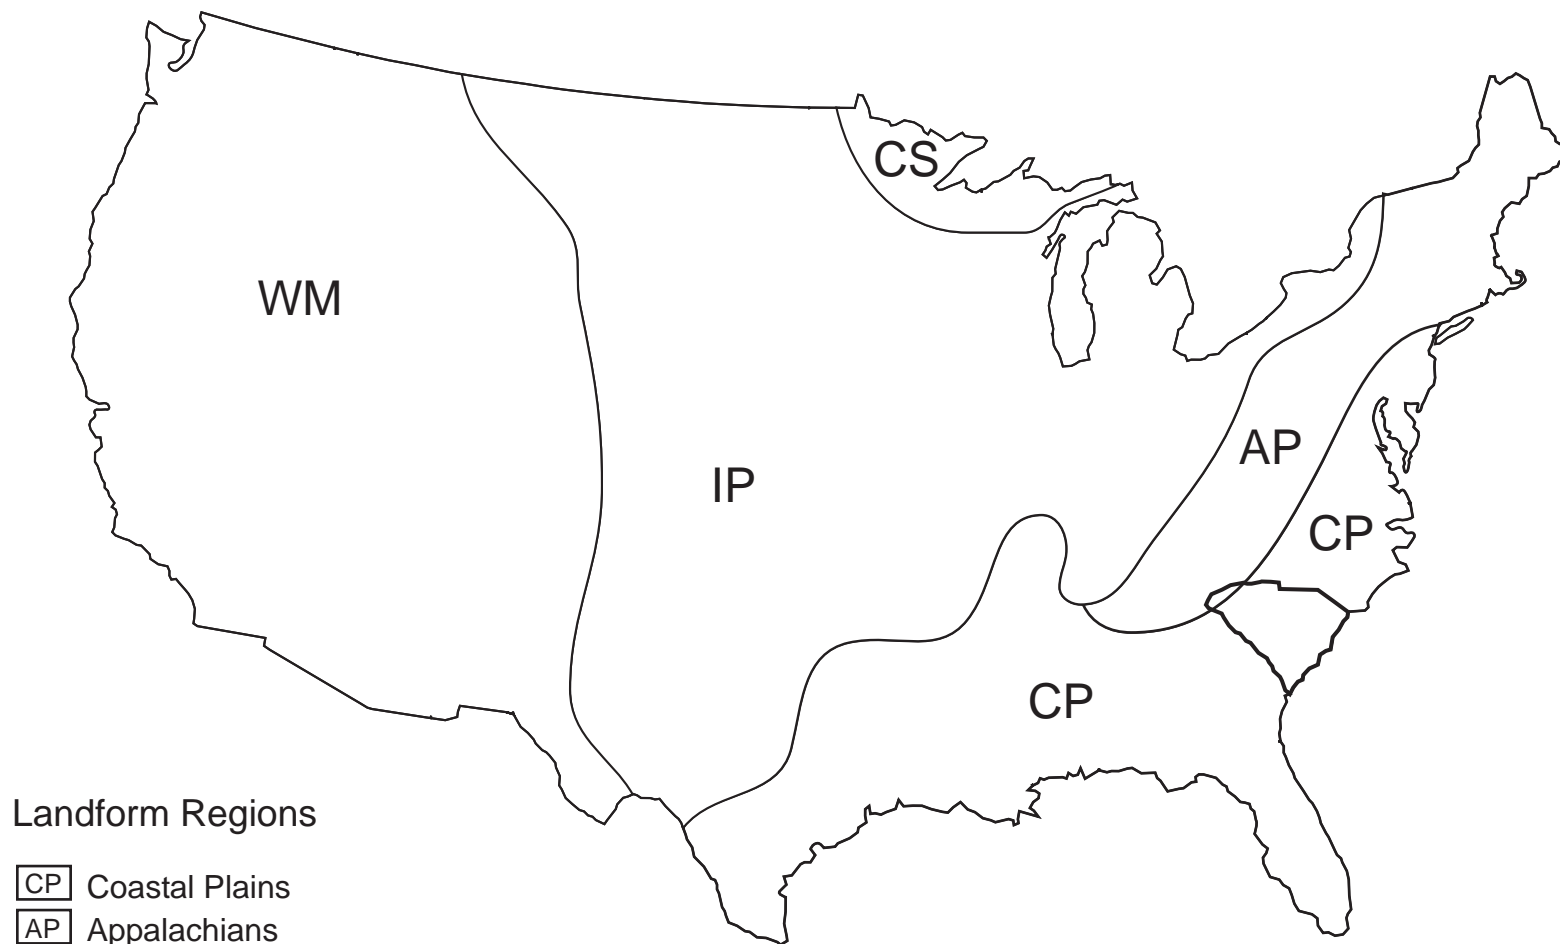 CS
WM
AP
IP
CP
CP
Landform Regions
CP Coastal Plains
AP Appalachians